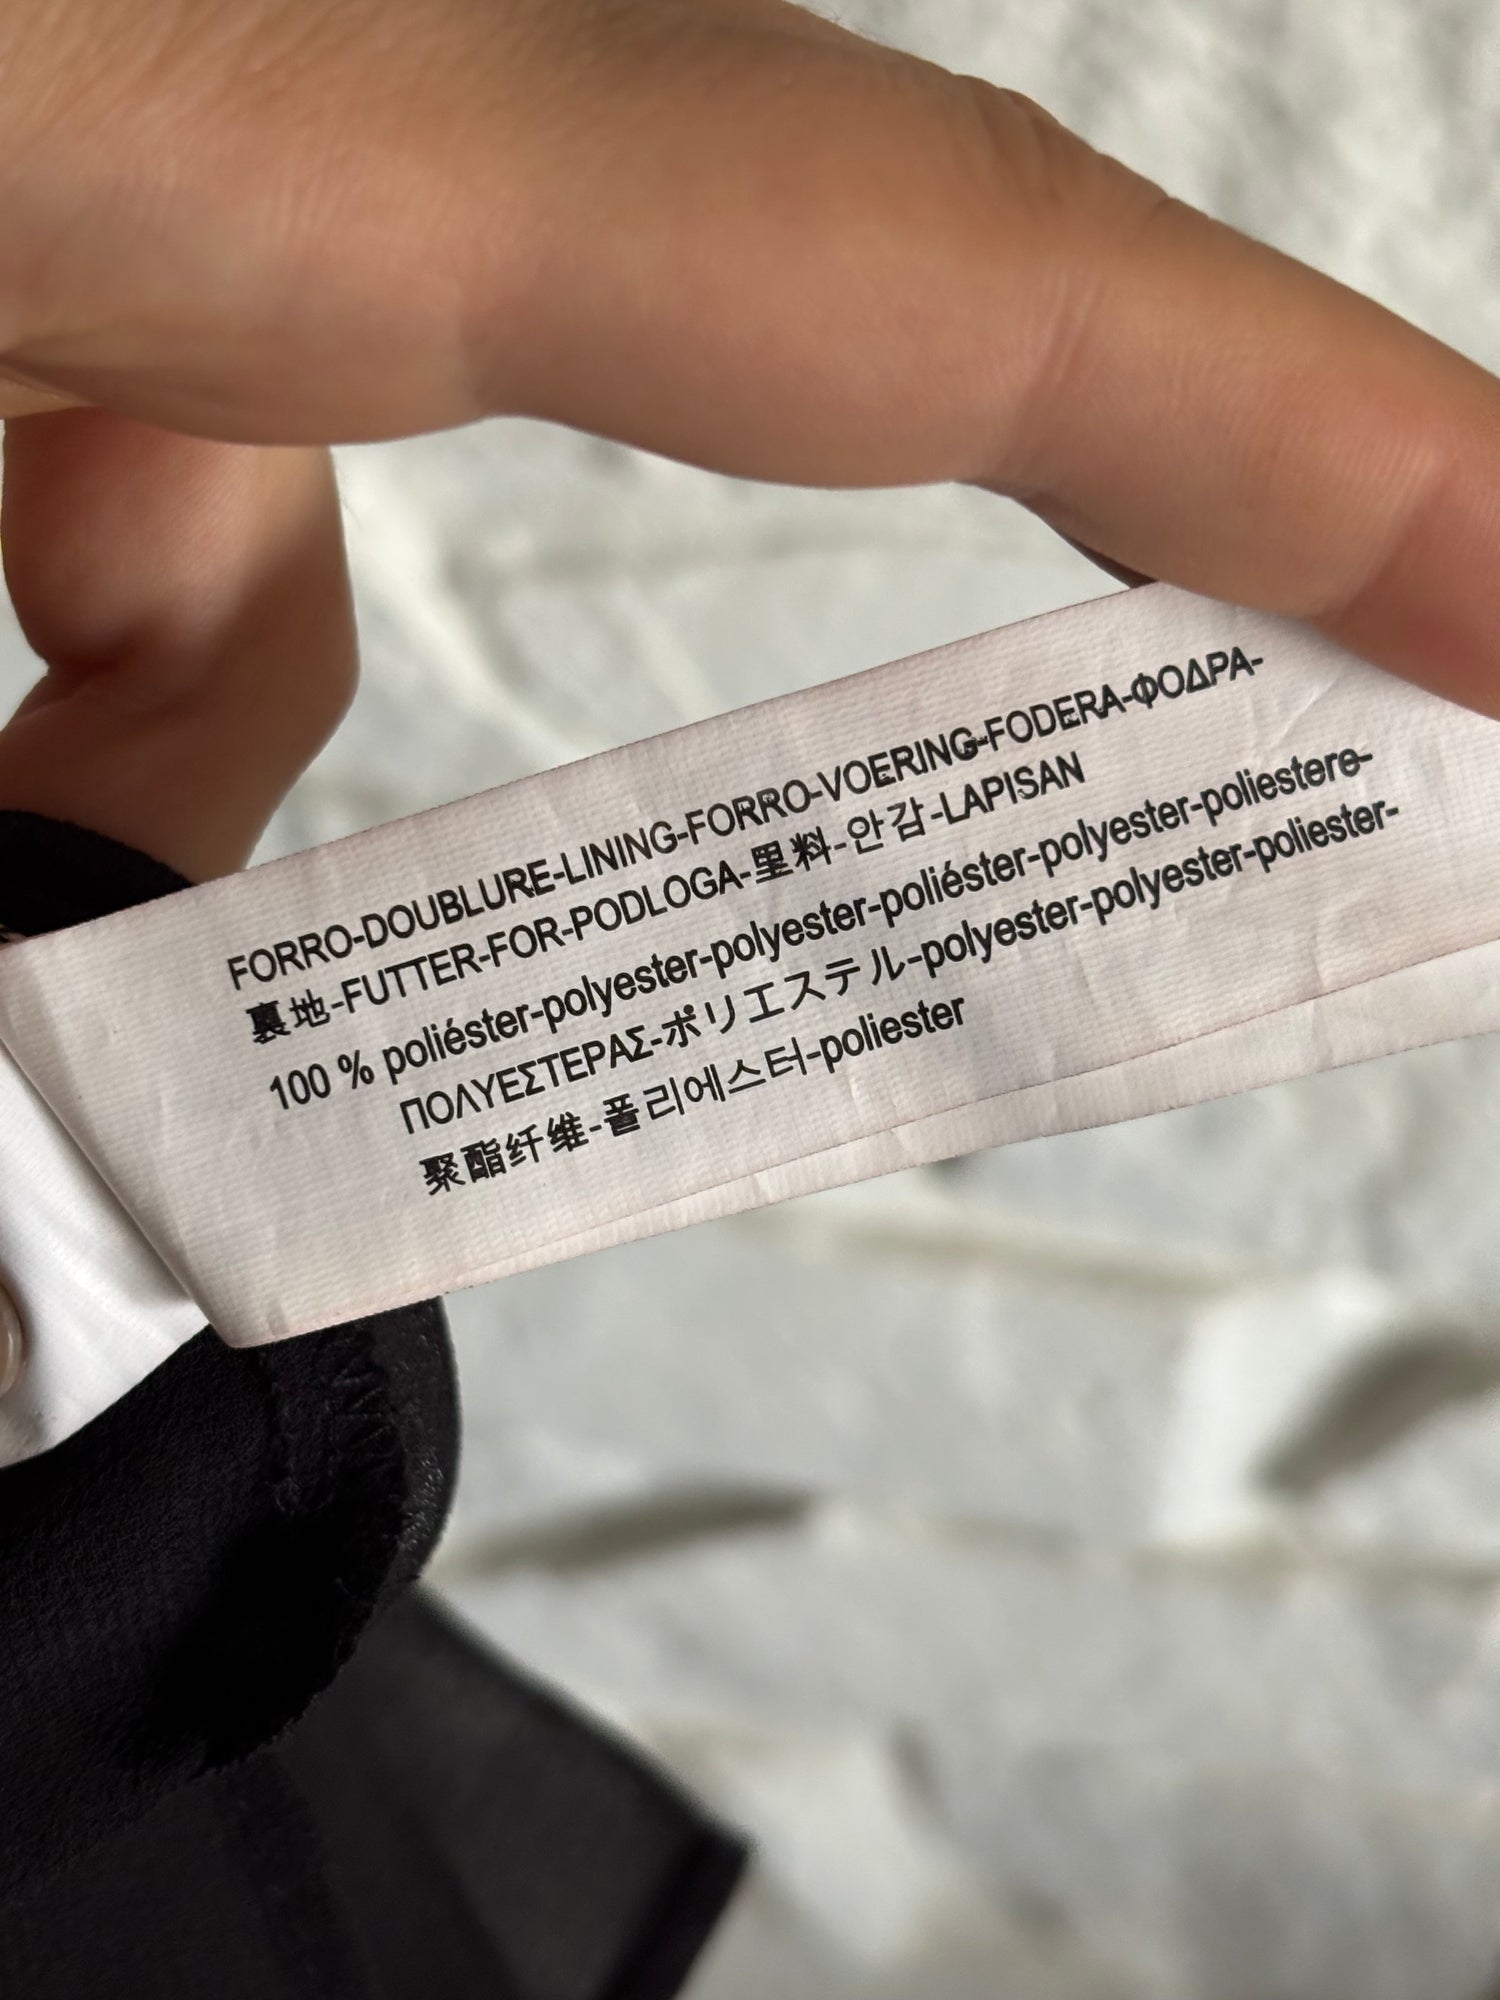 FORRO-DOUBLURE-LINING-FORRO-VOERING-FODERA-ΦΟΔΡΑ-
裏地-FUTTER-FOR-PODLOGA-里料-안감-LAPISAN
100 % poliéster-polyester-polyester-poliéster-polyester-poliestere-
ΠΟΛΥΕΣΤΕΡΑΣ-ポリエステル-polyester-polyester-poliester-
聚酯纤维-폴리에스터-poliester